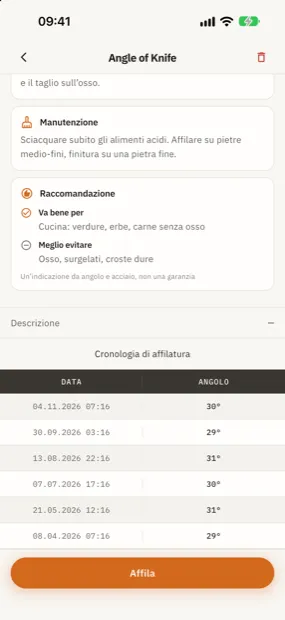 09:41
Angle of Knife
e il taglio sull'osso.
Manutenzione
Sciacquare subito gli alimenti acidi. Affilare su pietre
medio-fini, finitura su una pietra fine.
Raccomandazione
Va bene per
Cucina: verdure, erbe, carne senza osso
Meglio evitare
Osso, surgelati, croste dure
Un'indicazione da angolo e acciaio, non una garanzia
Descrizione
Cronologia di affilatura
DATA ANGOLO
04.11.2026 07:16 30°
30.09.2026 03:16 29°
13.08.2026 22:16 31°
07.07.2026 17:16 30°
21.05.2026 12:16 31°
08.04.2026 07:16 29°
Affila